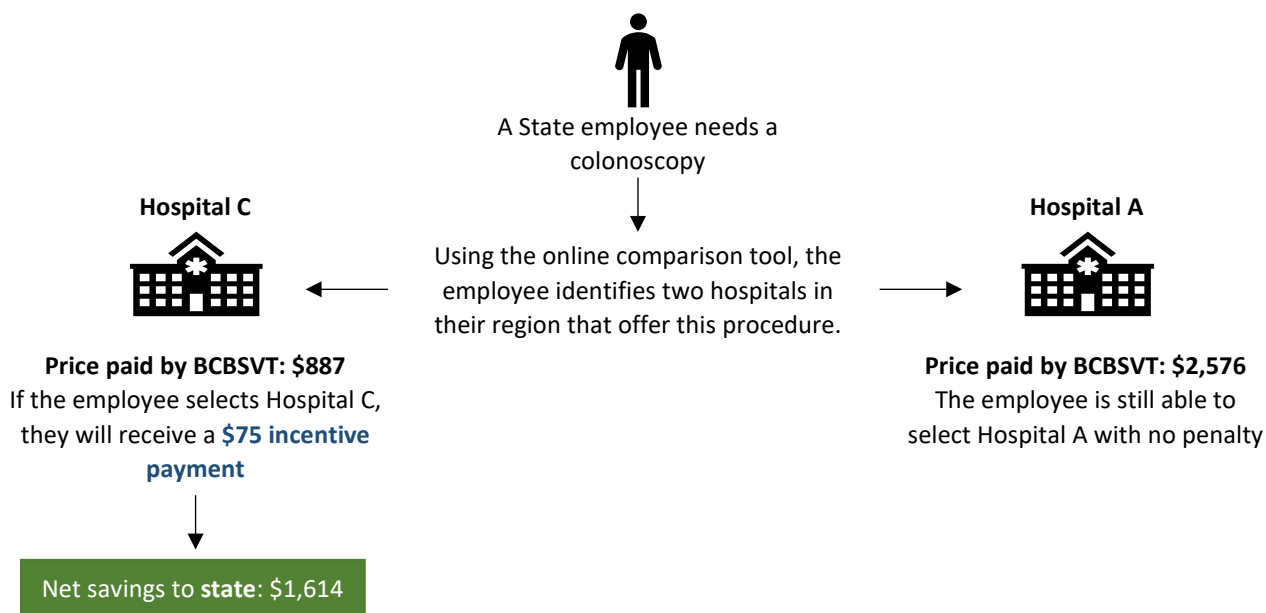 A State employee needs a
colonoscopy
Hospital C
Hospital A
Using the online comparison tool, the
employee identifies two hospitals in
their region that offer this procedure.
Price paid by BCBSVT: $887
If the employee selects Hospital C,
they will receive a $75 incentive
payment
Price paid by BCBSVT: $2,576
The employee is still able to
select Hospital A with no penalty
Net savings to state: $1,614